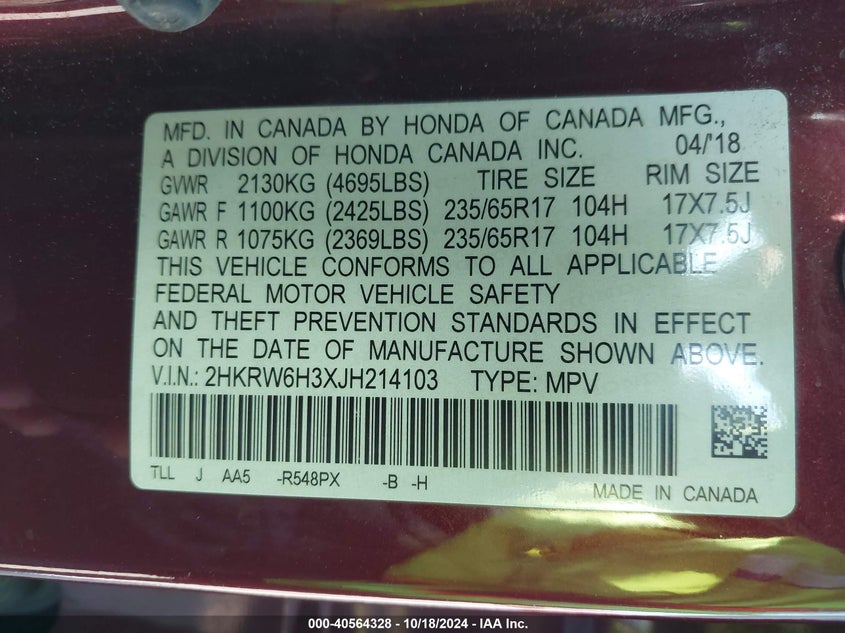 MFD. IN CANADA BY HONDA OF CANADA MFG.,
A DIVISION OF HONDA CANADA INC. 04/'18
GVWR 2130KG (4695LBS) TIRE SIZE RIM SIZE
GAWR F 1100KG (2425LBS) 235/65R17 104H 17X7.5J
GAWR R 1075KG (2369LBS) 235/65R17 104H 17X7.5J
THIS VEHICLE CONFORMS TO ALL APPLICABLE
FEDERAL MOTOR VEHICLE SAFETY
AND THEFT PREVENTION STANDARDS IN EFFECT
ON THE DATE OF MANUFACTURE SHOWN ABOVE.
V.I.N.: 2HKRW6H3XJH214103 TYPE: MPV
TLL J AA5 -R548PX -B -H
MADE IN CANADA
000-40564328 - 10/18/2024 - IAA Inc.